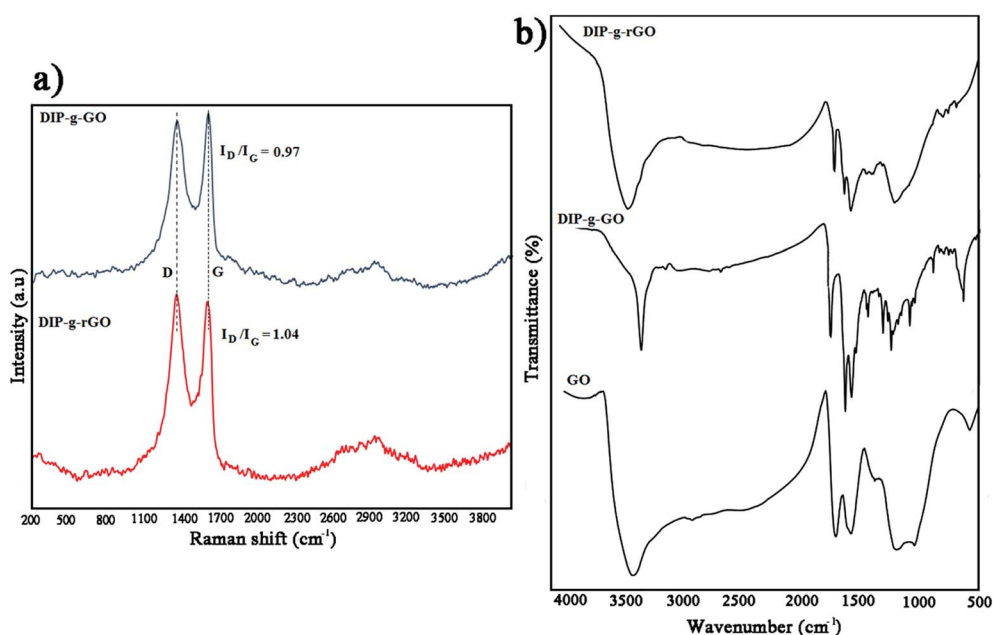 a)
DIP-g-GO
I_D/I_G = 0.97
D G
DIP-g-rGO
I_D/I_G = 1.04
Intensity (a.u)
200 500 800 1100 1400 1700 2000 2300 2600 2900 3200 3500 3800
Raman shift (cm⁻¹)
b)
DIP-g-rGO
DIP-g-GO
GO
Transmittance (%)
4000 3500 3000 2000 1500 1000 500
Wavenumber (cm⁻¹)